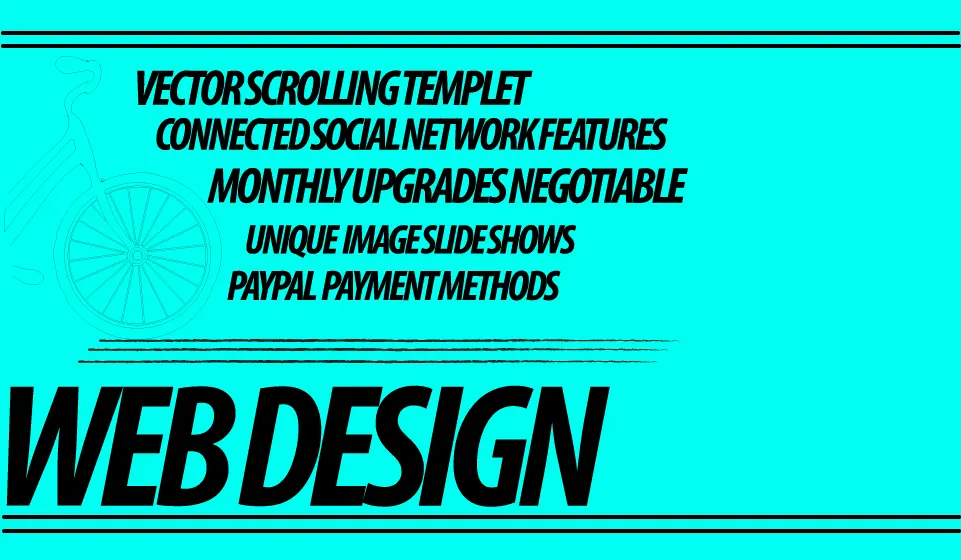 VECTOR SCROLLING TEMPLET
CONNECTED SOCIAL NETWORK FEATURES
MONTHLY UPGRADES NEGOTIABLE
UNIQUE IMAGE SLIDE SHOWS
PAYPAL PAYMENT METHODS
WEB DESIGN